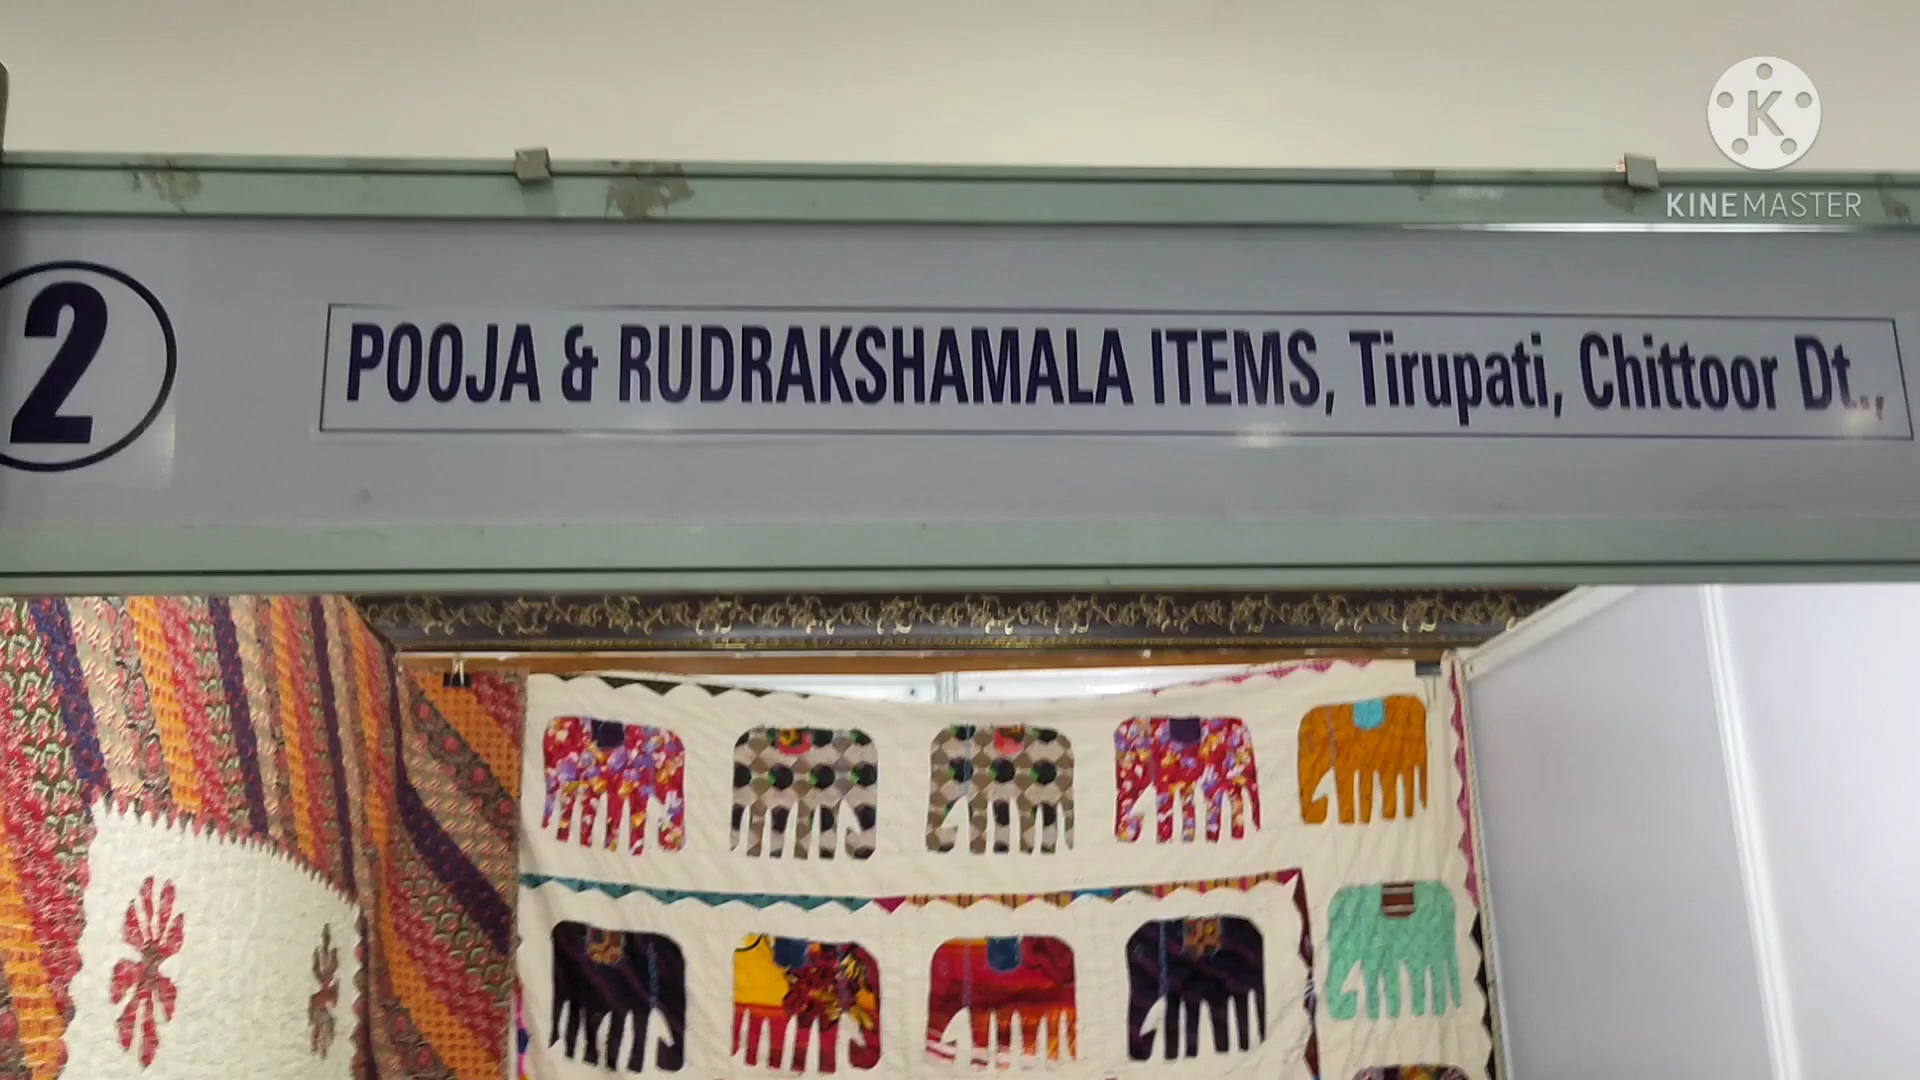 K
KINEMASTER
2
POOJA & RUDRAKSHAMALA ITEMS, Tirupati, Chittoor Dt.,